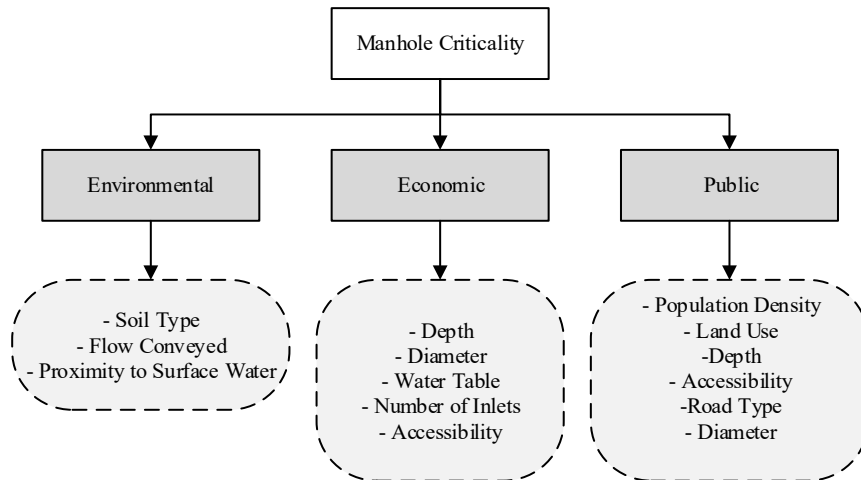 Manhole Criticality
Environmental
Economic
Public
- Soil Type
- Flow Conveyed
- Proximity to Surface Water
- Depth
- Diameter
- Water Table
- Number of Inlets
- Accessibility
- Population Density
- Land Use
-Depth
- Accessibility
-Road Type
- Diameter